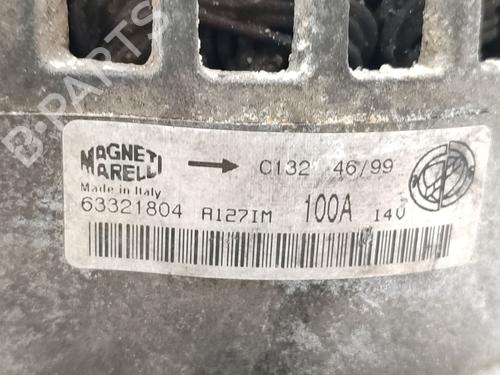 MAGNETI MARELLI → C132 46/99
Made in Italy
63321804 A127IM 100A 14V
B-PARTS